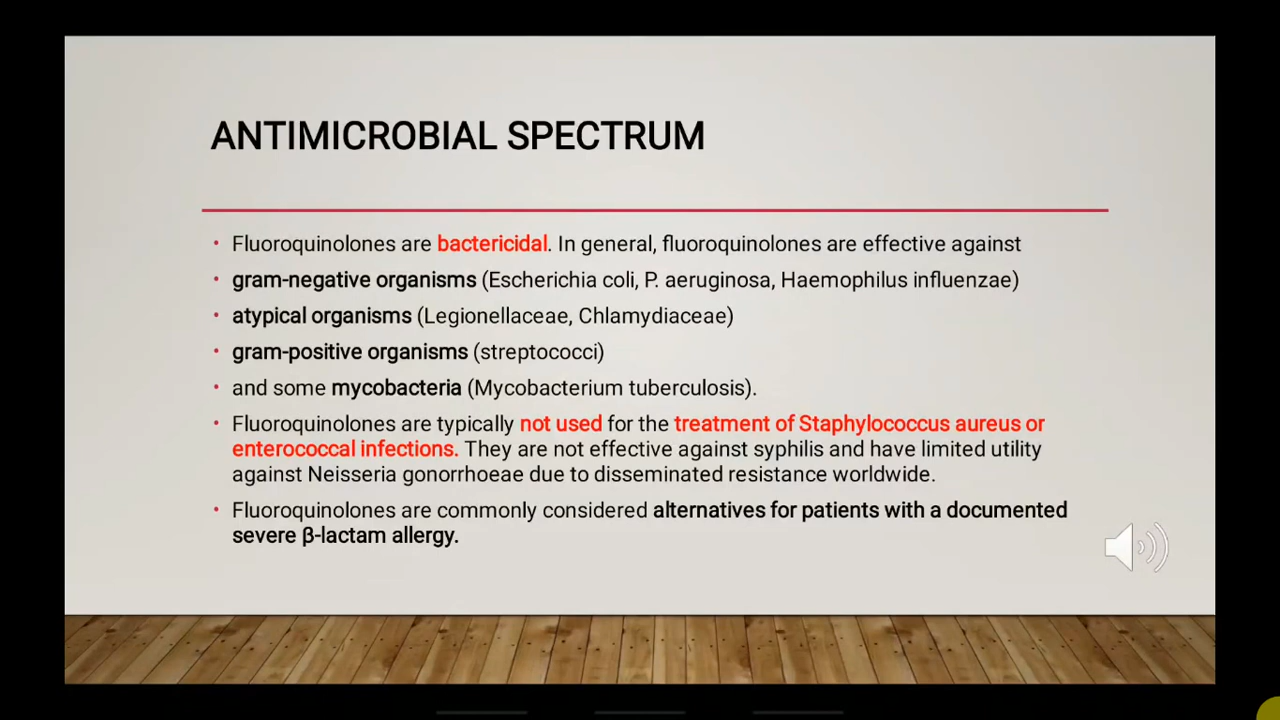 ANTIMICROBIAL SPECTRUM
• Fluoroquinolones are bactericidal. In general, fluoroquinolones are effective against
• gram-negative organisms (Escherichia coli, P. aeruginosa, Haemophilus influenzae)
• atypical organisms (Legionellaceae, Chlamydiaceae)
• gram-positive organisms (streptococci)
• and some mycobacteria (Mycobacterium tuberculosis).
• Fluoroquinolones are typically not used for the treatment of Staphylococcus aureus or
enterococcal infections. They are not effective against syphilis and have limited utility
against Neisseria gonorrhoeae due to disseminated resistance worldwide.
• Fluoroquinolones are commonly considered alternatives for patients with a documented
severe β-lactam allergy.